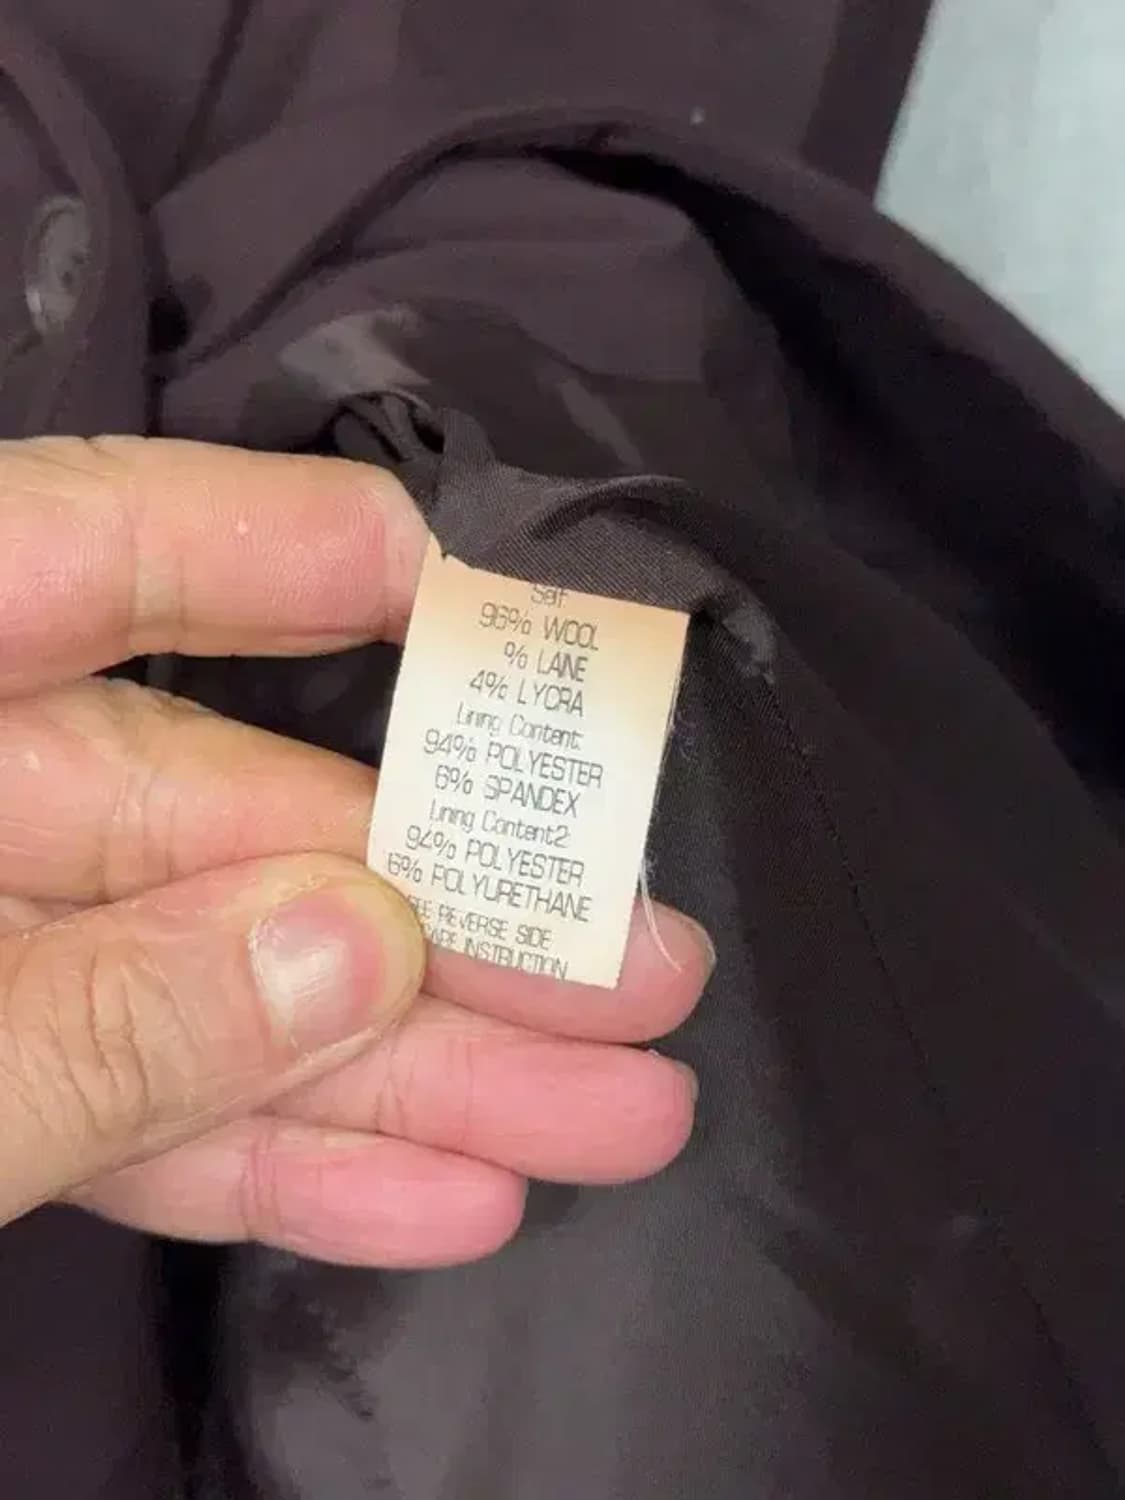 Self
96% WOOL
% LAINE
4% LYCRA
Lining Content:
94% POLYESTER
6% SPANDEX
Lining Content2:
94% POLYESTER
6% POLYURETHANE
SEE REVERSE SIDE
CARE INSTRUCTION